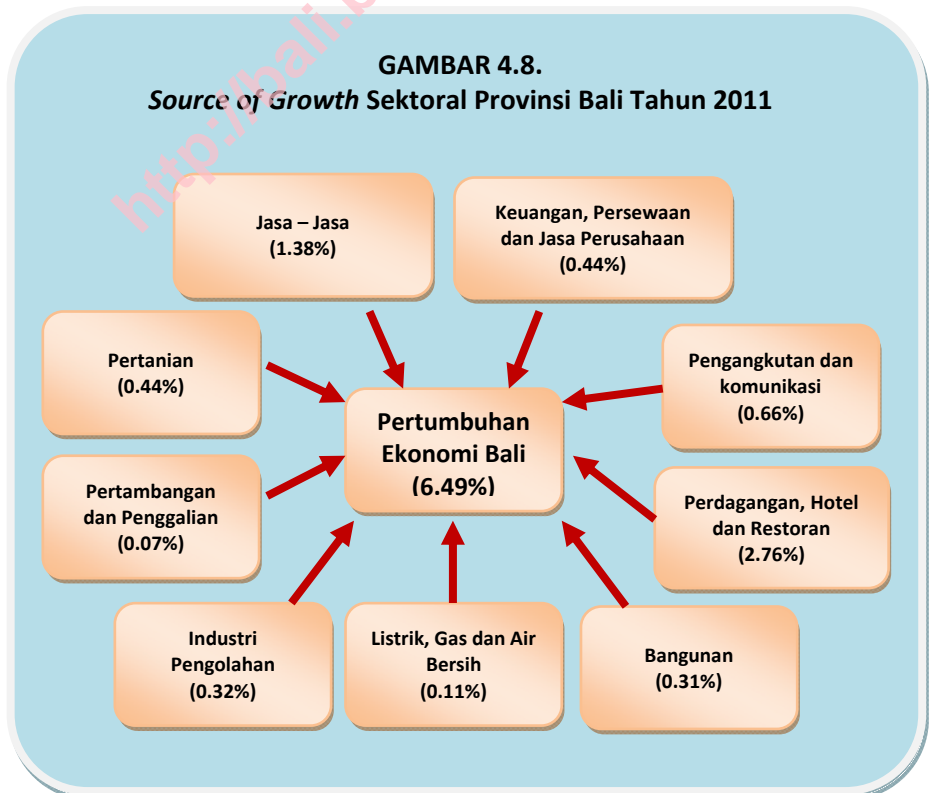 GAMBAR 4.8.
Source of Growth Sektoral Provinsi Bali Tahun 2011
Jasa – Jasa
(1.38%)
Keuangan, Persewaan
dan Jasa Perusahaan
(0.44%)
Pertanian
(0.44%)
Pengangkutan dan
komunikasi
(0.66%)
Pertumbuhan
Ekonomi Bali
(6.49%)
Pertambangan
dan Penggalian
(0.07%)
Perdagangan, Hotel
dan Restoran
(2.76%)
Industri
Pengolahan
(0.32%)
Listrik, Gas dan Air
Bersih
(0.11%)
Bangunan
(0.31%)
http://bali.b